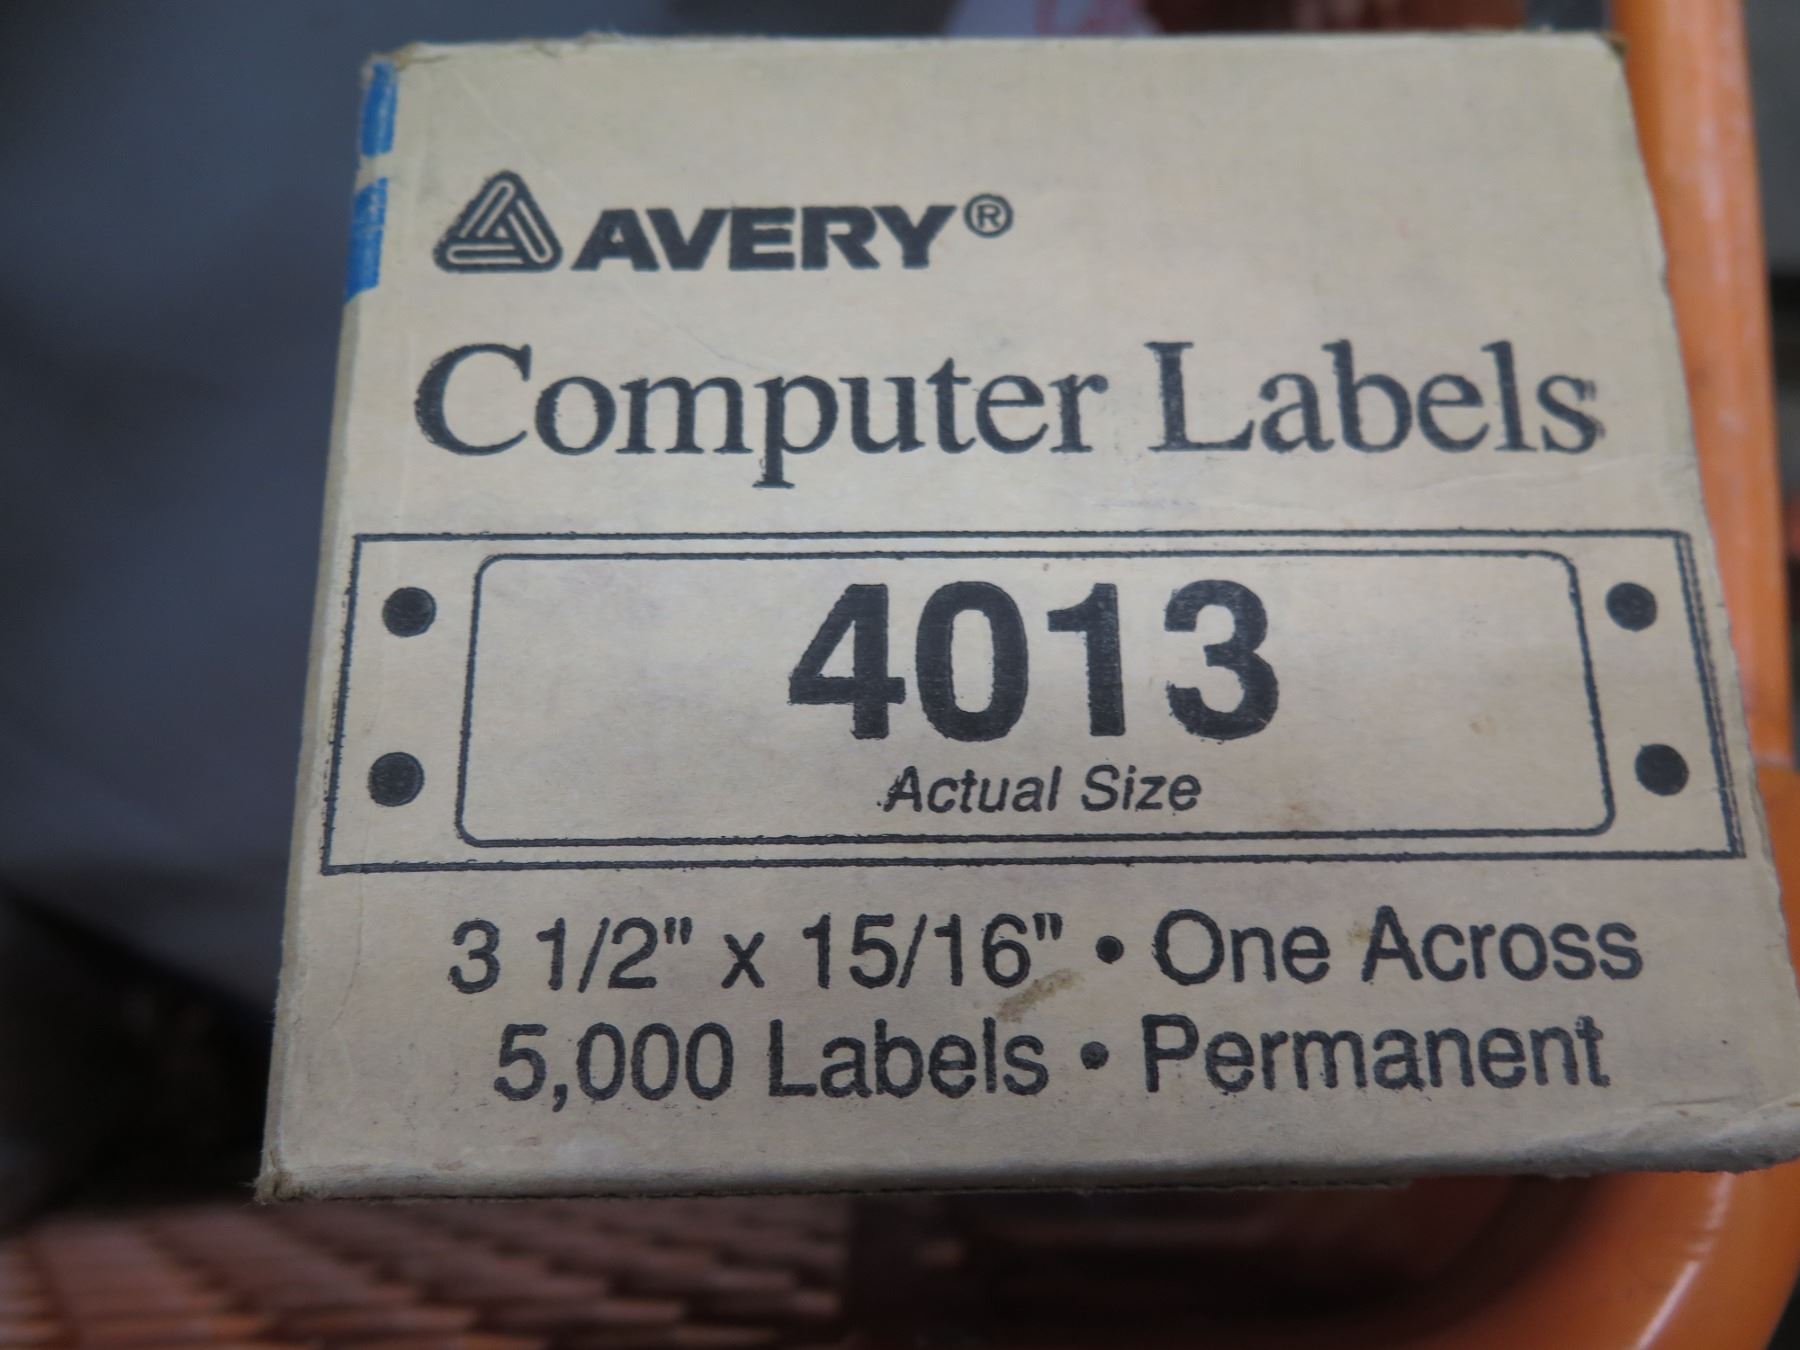 AVERY®
Computer Labels
4013
Actual Size
3 1/2" x 15/16" • One Across
5,000 Labels • Permanent